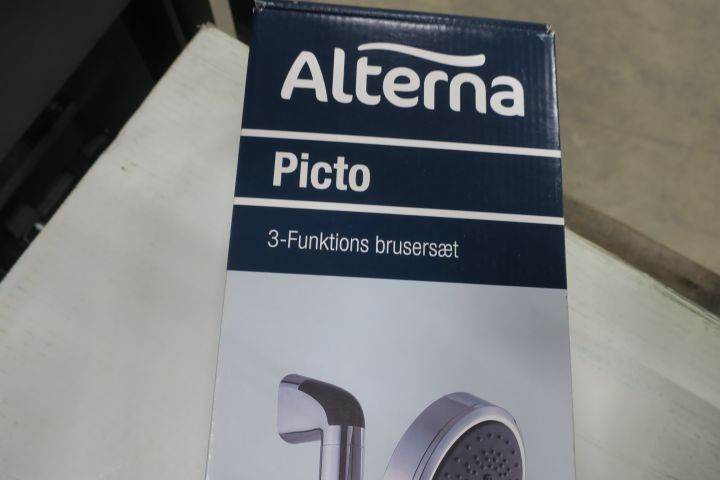 Alterna
Picto
3-Funktions brusersæt